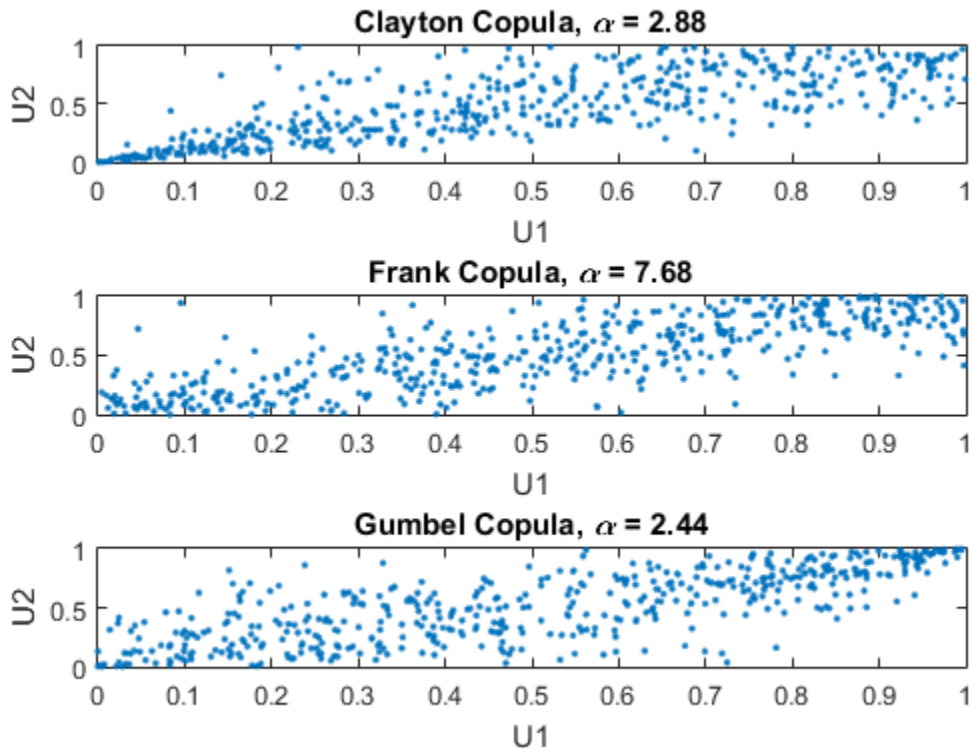 Clayton Copula, α = 2.88
1
0.5
0
U2
0 0.1 0.2 0.3 0.4 0.5 0.6 0.7 0.8 0.9 1
U1
Frank Copula, α = 7.68
1
0.5
0
U2
0 0.1 0.2 0.3 0.4 0.5 0.6 0.7 0.8 0.9 1
U1
Gumbel Copula, α = 2.44
1
0.5
0
U2
0 0.1 0.2 0.3 0.4 0.5 0.6 0.7 0.8 0.9 1
U1